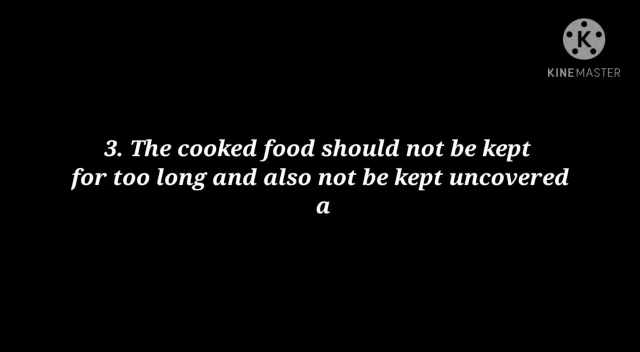 K
KINEMASTER
3. The cooked food should not be kept
for too long and also not be kept uncovered
a